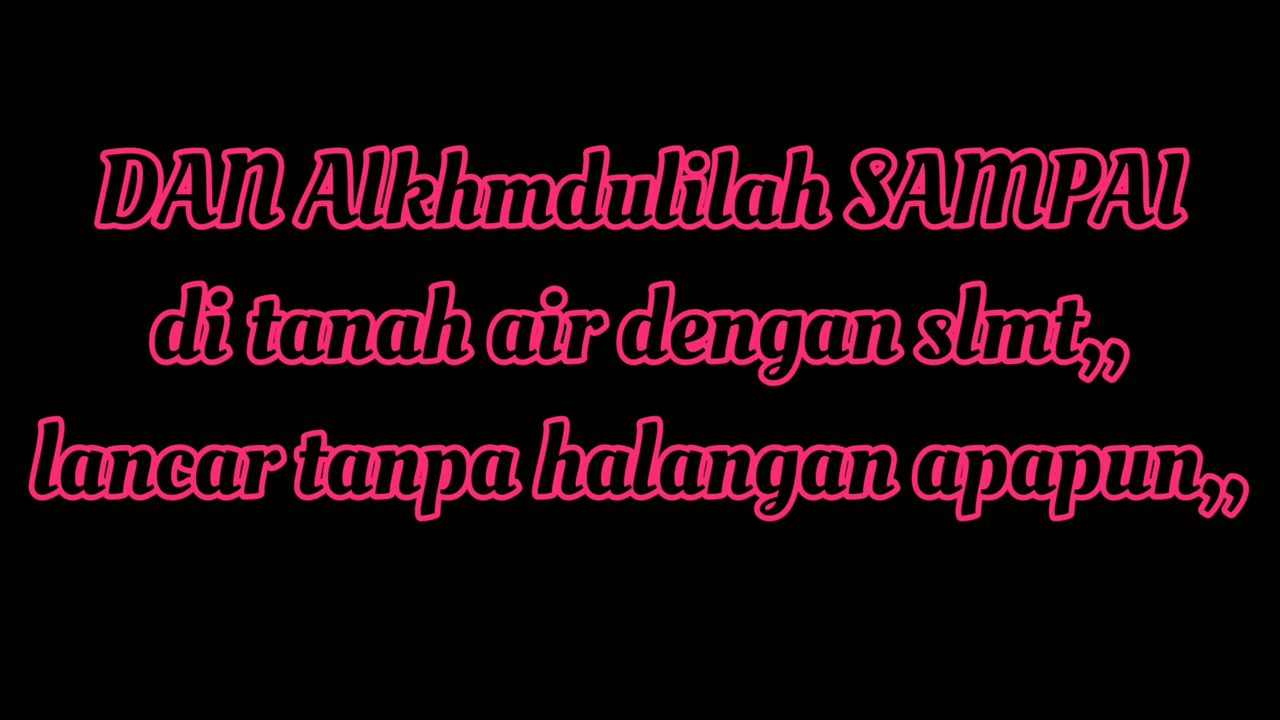 DAN Alkhmdulilah SAMPAI
di tanah air dengan slmt,,
lancar tanpa halangan apapun,,